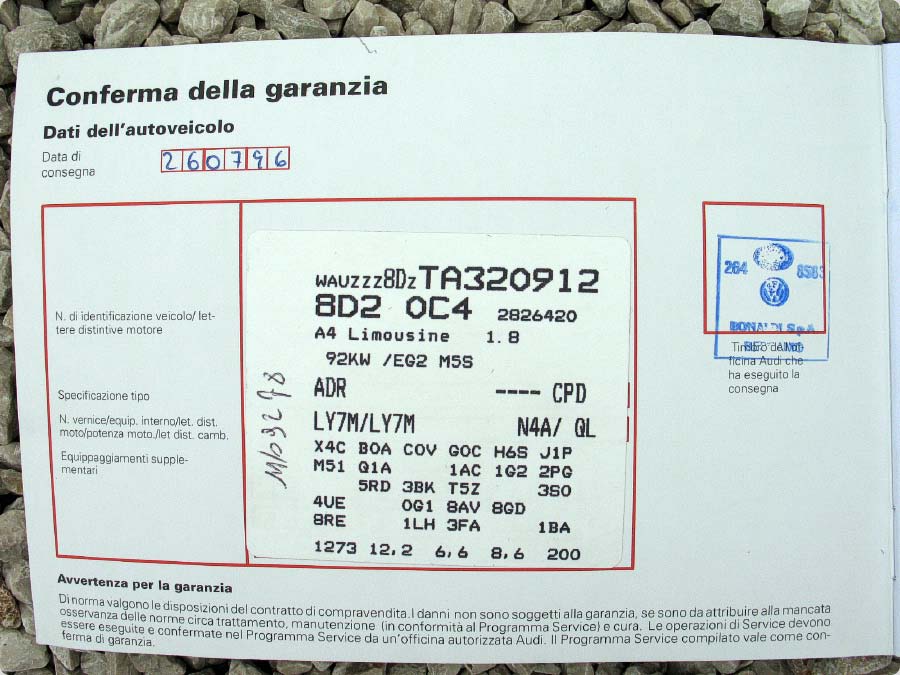 Conferma della garanzia
Dati dell'autoveicolo
Data di
consegna
260796
N. di identificazione veicolo/ let-
tere distintive motore
Specificazione tipo
N. vernice/equip. interno/let. dist.
moto/potenza moto./let dist. camb.
Equippaggiamenti supple-
mentari
WAUZZZ8DZTA320912
8D2 0C4 2826420
A4 Limousine 1.8
92KW /EG2 M5S
ADR ---- CPD
LY7M/LY7M N4A/ QL
X4C B0A C0V G0C H6S J1P
M51 Q1A 1AC 1G2 2PG
5RD 3BK T5Z 3S0
4UE 0G1 8AV 8GD
8RE 1LH 3FA 1BA
1273 12,2 6,6 8,6 200
264 8583
Timbro dell'of
ficina Audi che
ha eseguito la
consegna
Avvertenza per la garanzia
Di norma valgono le disposizioni del contratto di compravendita. I danni non sono soggetti alla garanzia, se sono da attribuire alla mancata
osservanza delle norme circa trattamento, manutenzione (in conformità al Programma Service) e cura. Le operazioni di Service devono
essere eseguite e confermate nel Programma Service da un'officina autorizzata Audi. Il Programma Service compilato vale come con-
ferma di garanzia.